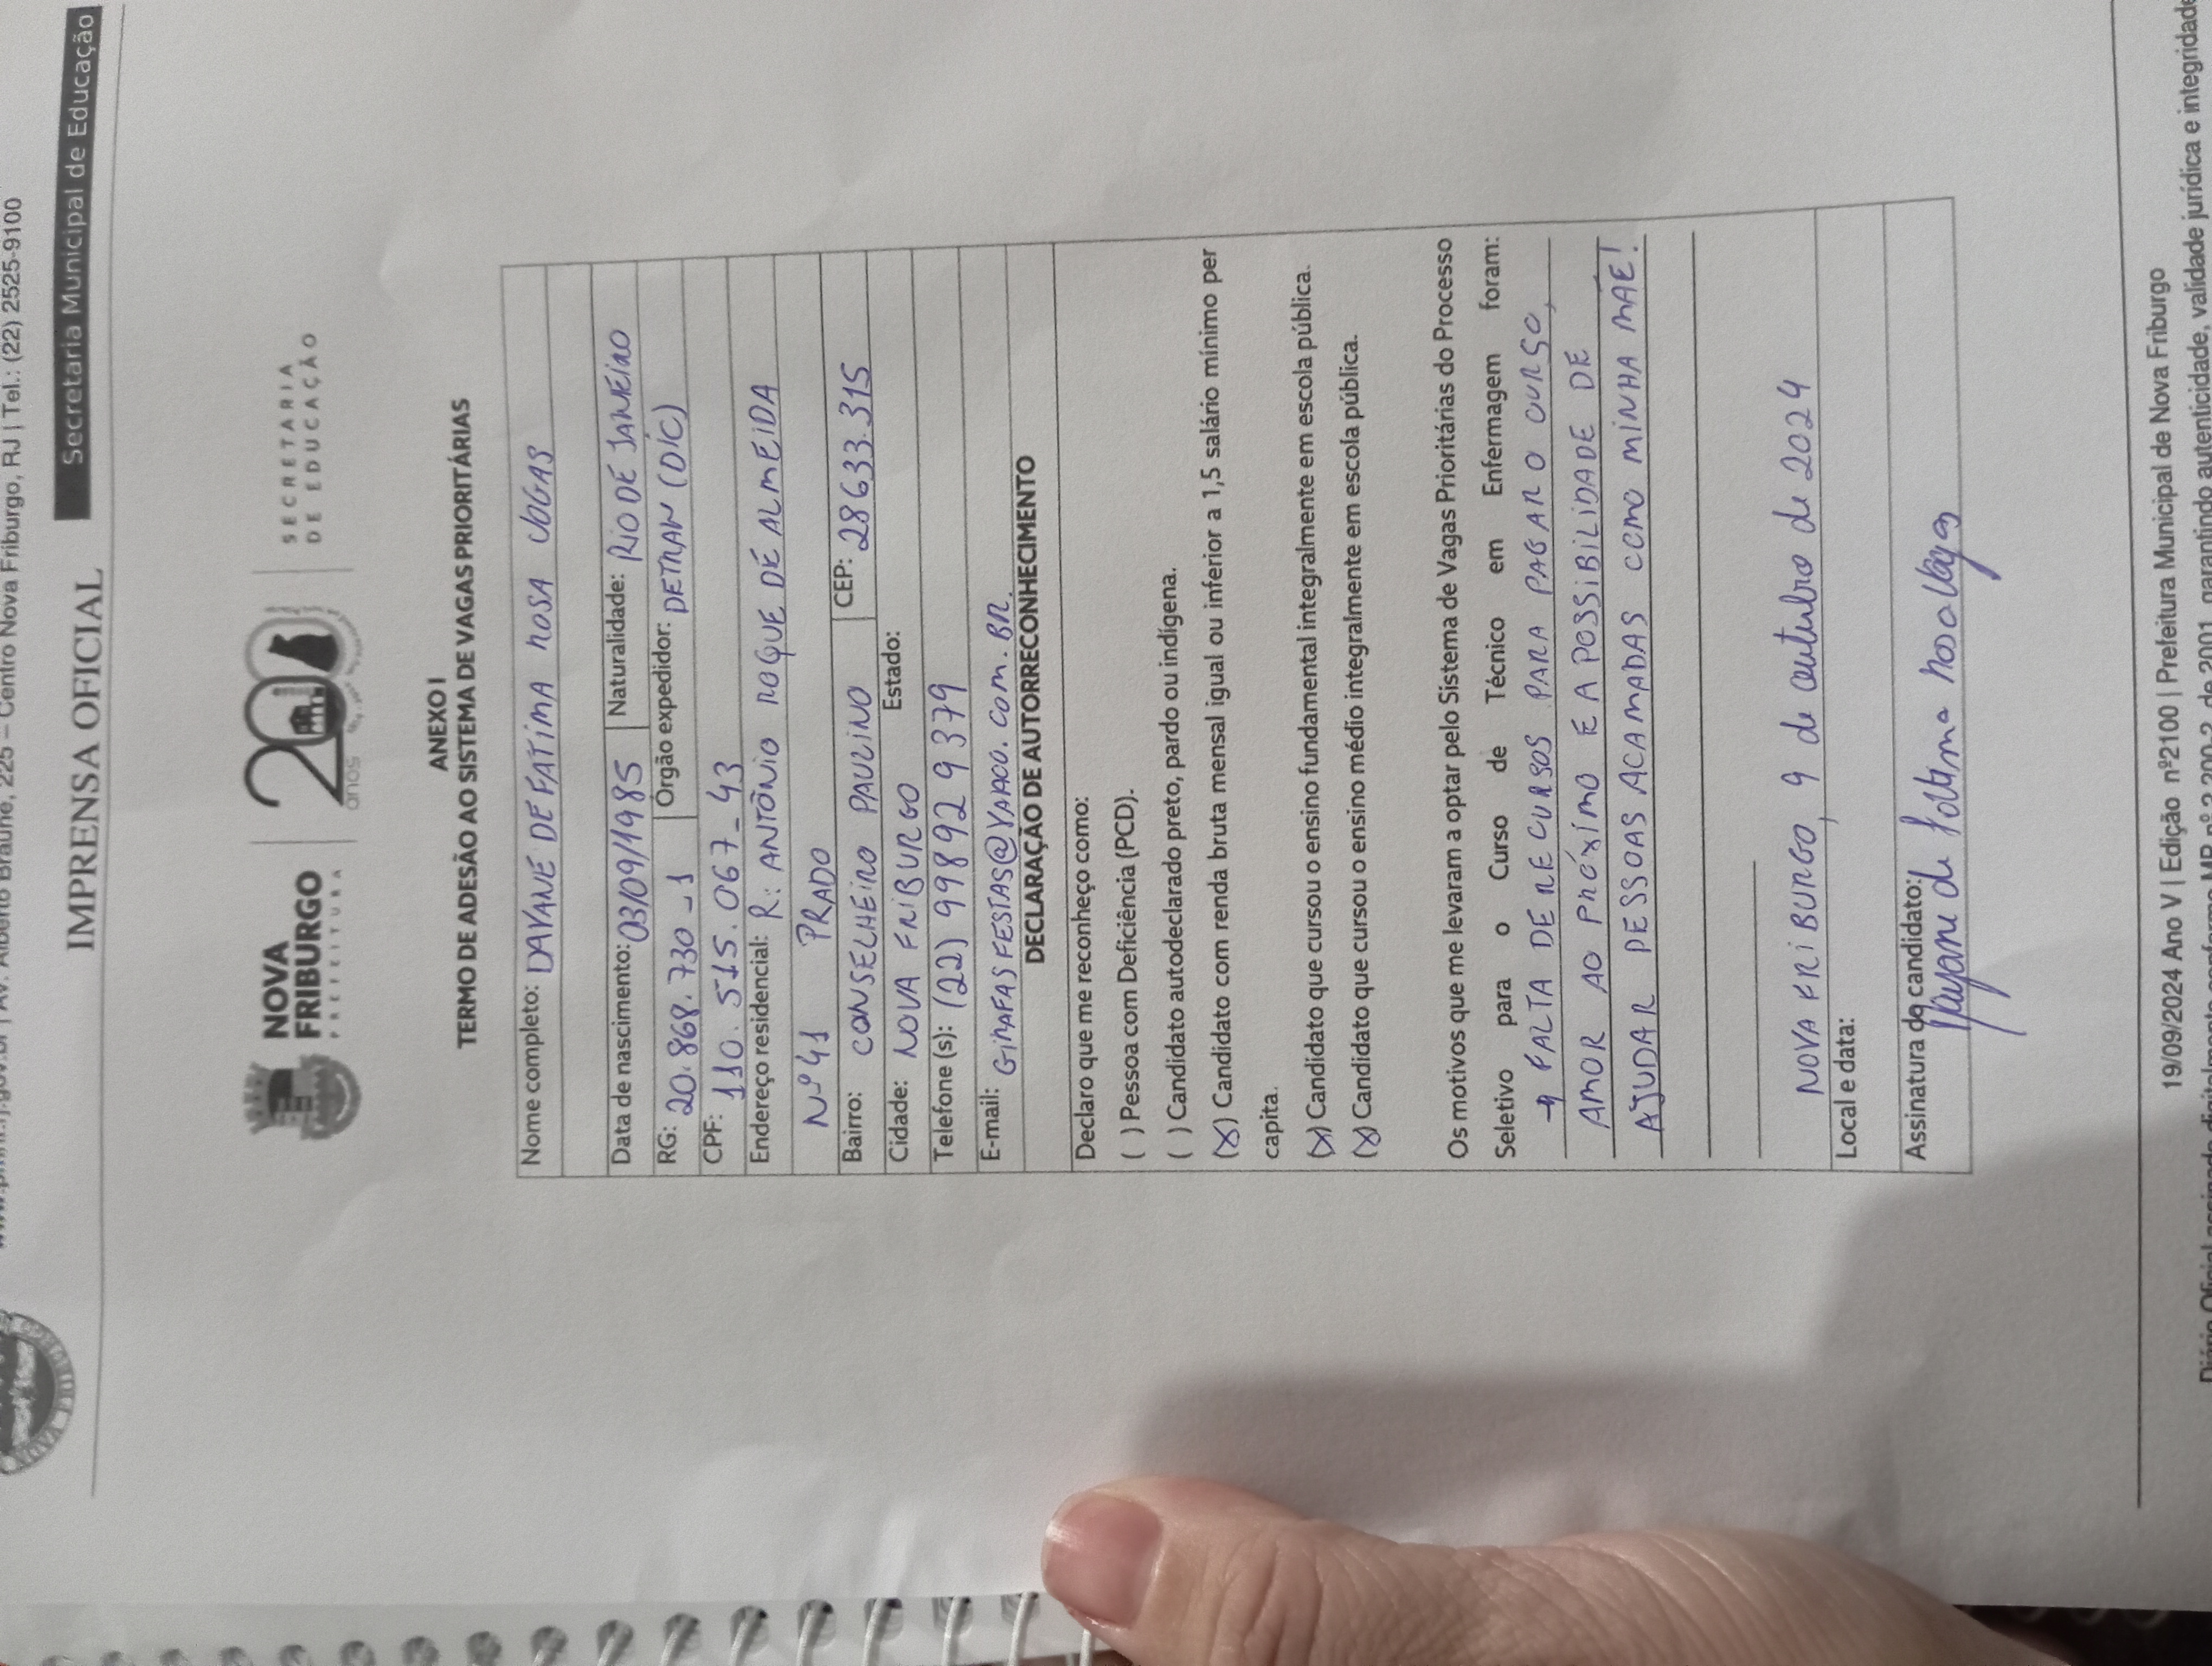 www.pmnf.rj.gov.br | Av. Alberto Braune, 225 – Centro Nova Friburgo, RJ | Tel.: (22) 2525-9100
NOVA FRIBURGO
IMPRENSA OFICIAL
Secretaria Municipal de Educação
NOVA
FRIBURGO
PREFEITURA
200
anos
SECRETARIA
DE EDUCAÇÃO
ANEXO I
TERMO DE ADESÃO AO SISTEMA DE VAGAS PRIORITÁRIAS
Nome completo: DAYANE DE FATIMA ROSA VOGAS
Data de nascimento: 03/09/1985 Naturalidade: RIO DE JANEIRO
RG: 20.868.730-1 Órgão expedidor: DETRAN (DIC)
CPF: 110.515.067-43
Endereço residencial: R: ANTÔNIO ROQUE DE ALMEIDA
Nº 41 PRADO
Bairro: CONSELHEIRO PAULINO CEP: 28633.315
Cidade: NOVA FRIBURGO Estado:
Telefone (s): (22) 99892 9379
E-mail: GIRAFASFESTAS@YAHOO.COM.BR.
DECLARAÇÃO DE AUTORRECONHECIMENTO
Declaro que me reconheço como:
( ) Pessoa com Deficiência (PCD).
( ) Candidato autodeclarado preto, pardo ou indígena.
(X) Candidato com renda bruta mensal igual ou inferior a 1,5 salário mínimo per
capita.
(X) Candidato que cursou o ensino fundamental integralmente em escola pública.
(X) Candidato que cursou o ensino médio integralmente em escola pública.
Os motivos que me levaram a optar pelo Sistema de Vagas Prioritárias do Processo
Seletivo para o Curso de Técnico em Enfermagem foram:
→ FALTA DE RECURSOS PARA PAGAR O CURSO,
AMOR AO PRÓXIMO E A POSSIBILIDADE DE
AJUDAR PESSOAS ACAMADAS COMO MINHA MÃE!
NOVA FRIBURGO, 9 de outubro de 2024
Local e data:
Assinatura do candidato: Dayane de Fatima Rosa Vogas
19/09/2024 Ano V | Edição nº2100 | Prefeitura Municipal de Nova Friburgo
Diário Oficial assinado digitalmente conforme MP nº 2.200-2, de 2001, garantindo autenticidade, validade jurídica e integridade